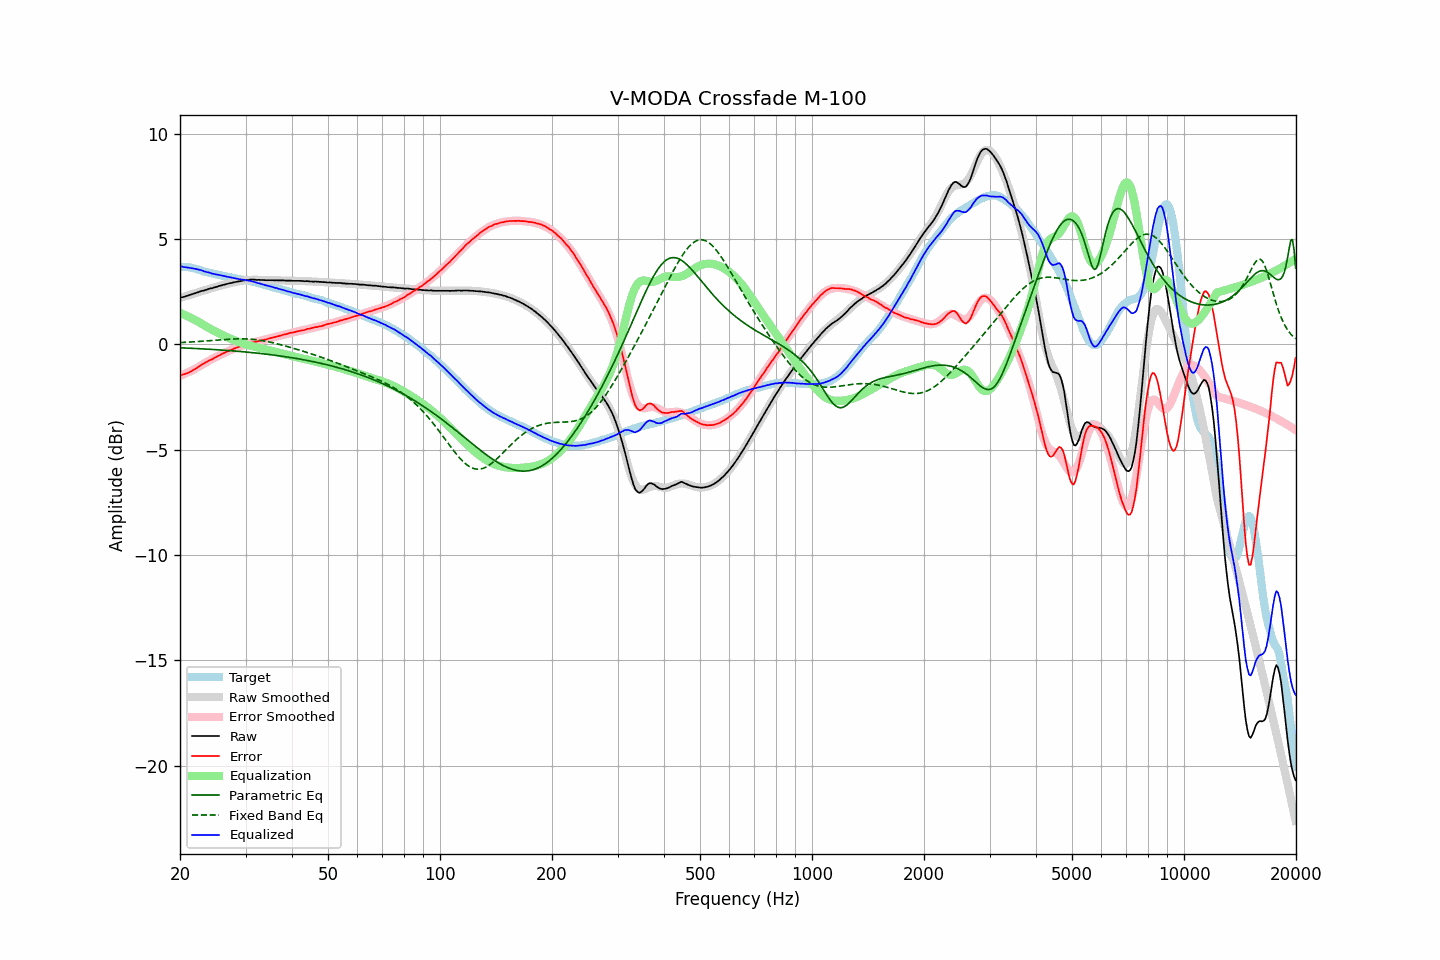 V-MODA Crossfade M-100
10
5
0
−5
−10
−15
−20
Amplitude (dBr)
Target
Raw Smoothed
Error Smoothed
Raw
Error
Equalization
Parametric Eq
Fixed Band Eq
Equalized
20 50 100 200 500 1000 2000 5000 10000 20000
Frequency (Hz)